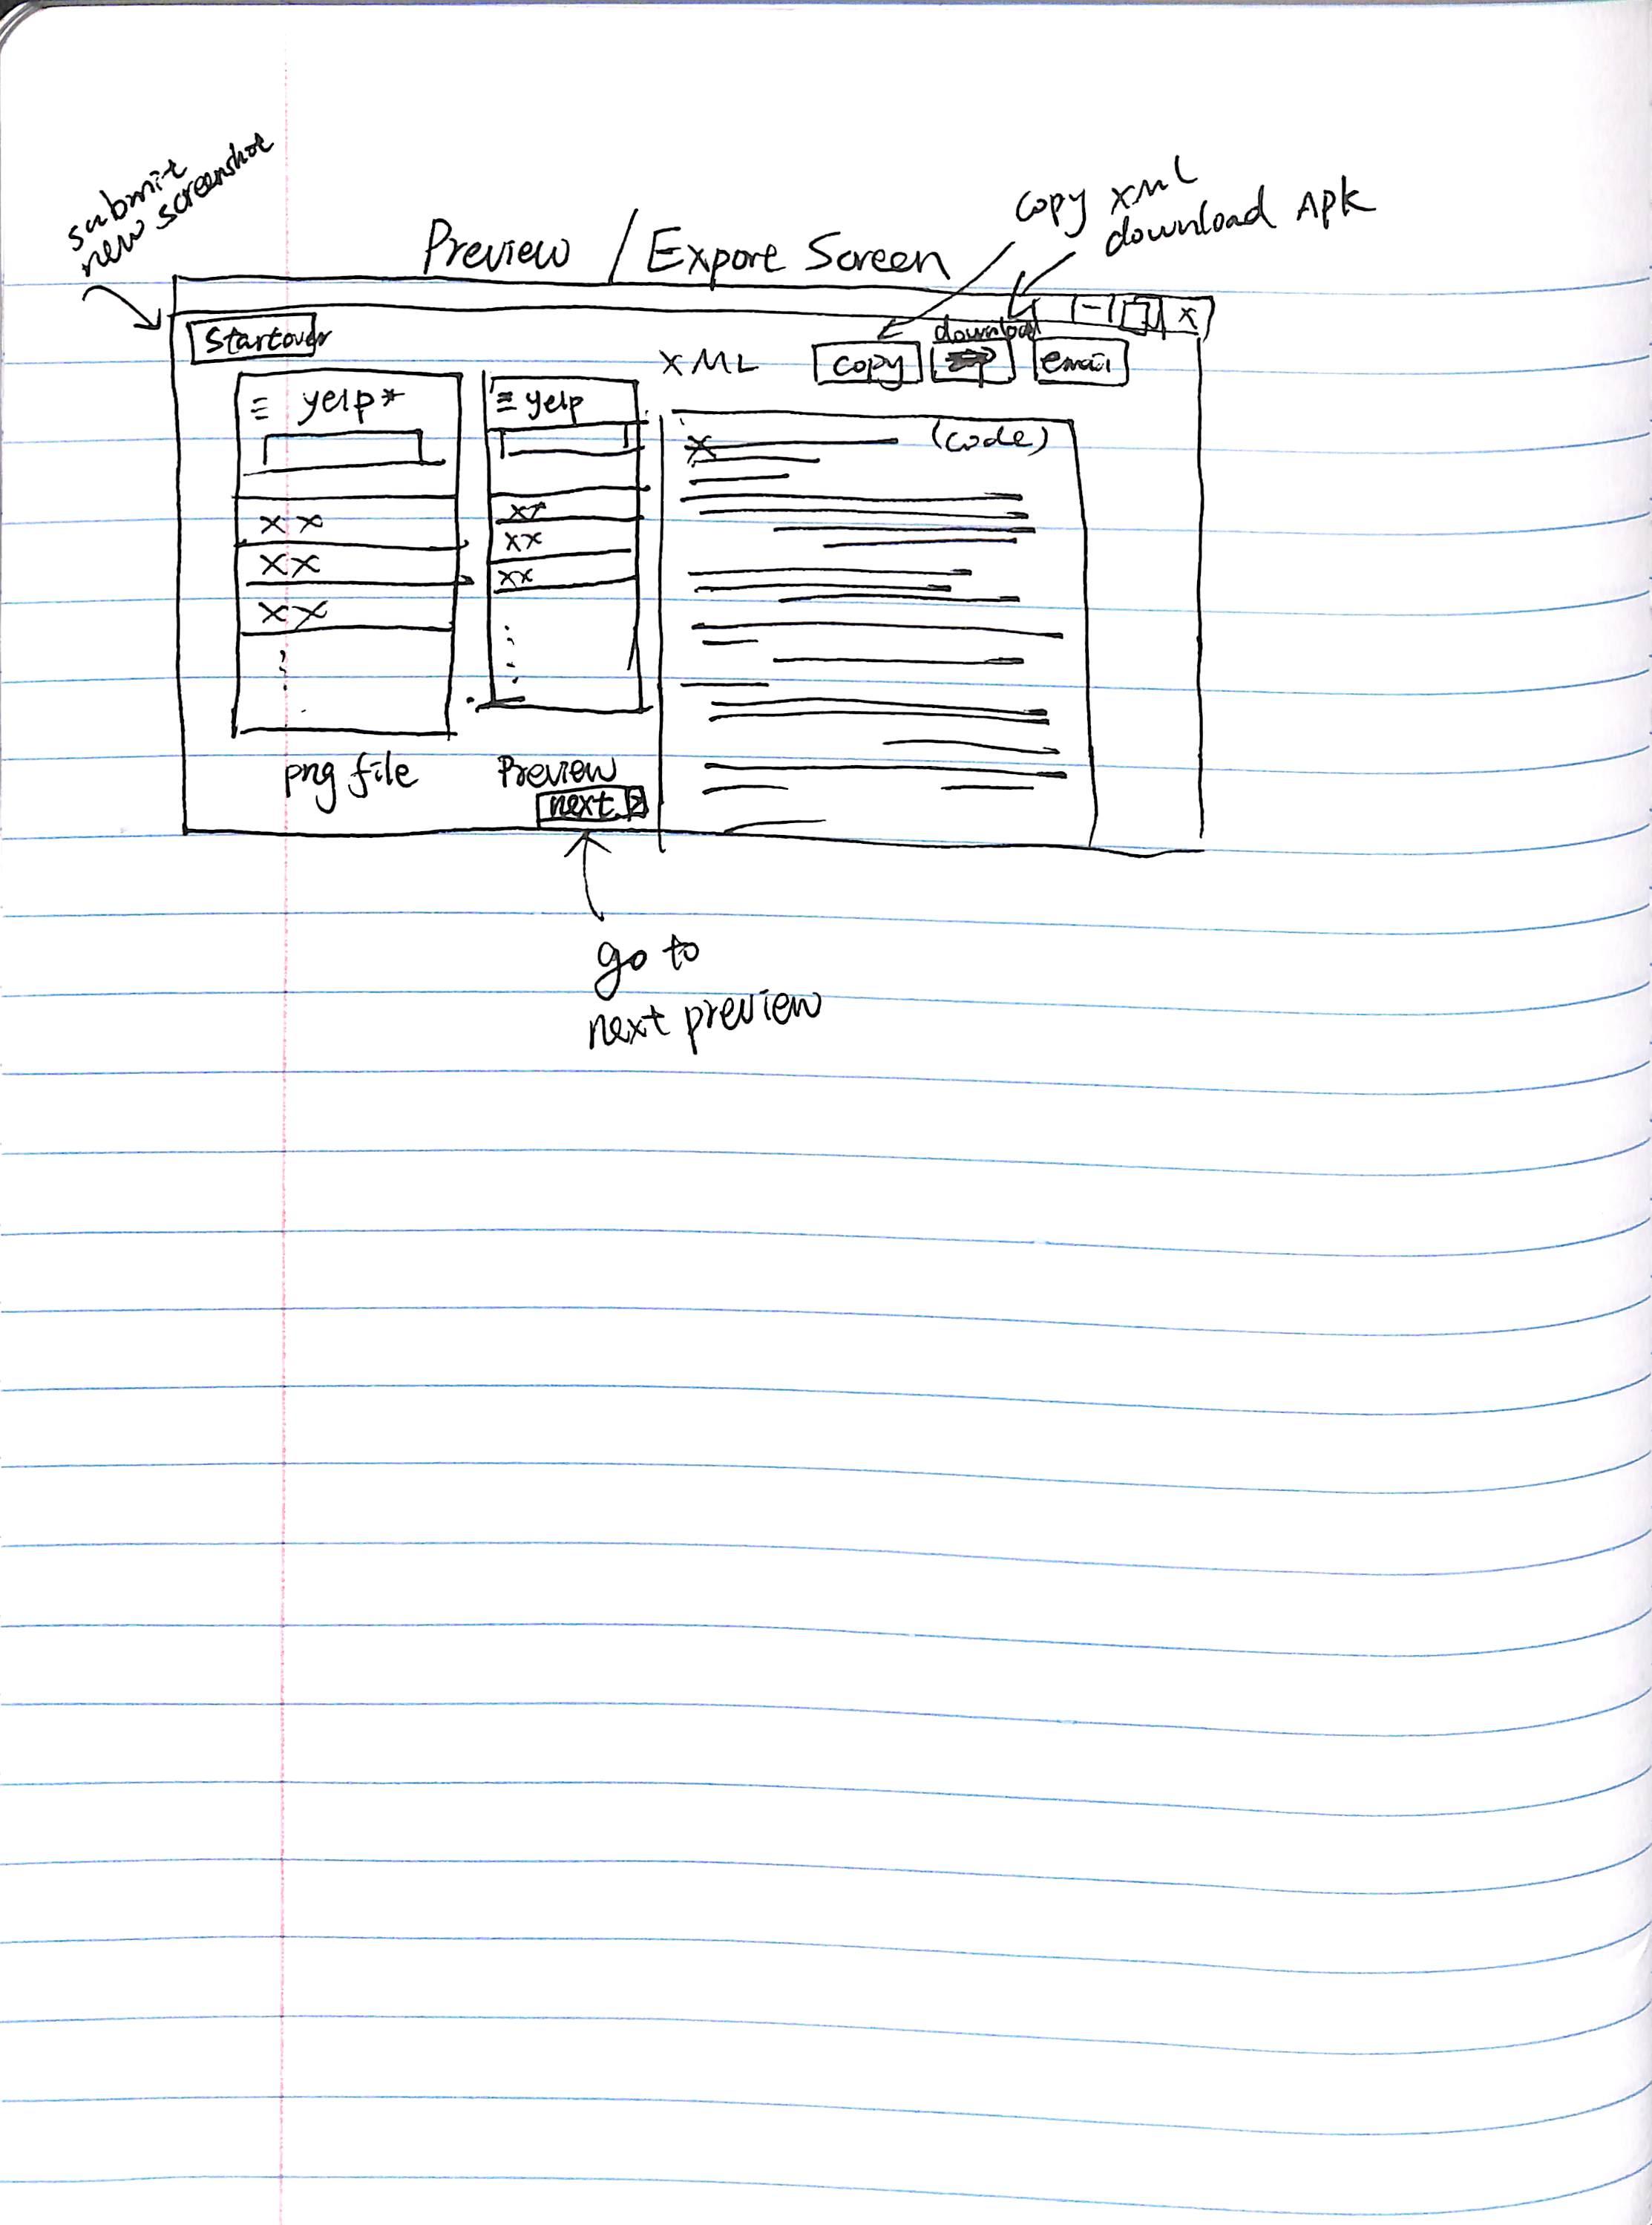 submit
new screenshot
copy XML
download APK
Preview / Export Screen
- X
Startover
XML
copy
download
email
≡ yelp*
≡ yelp
(code)
X
XX
XX
XX
XX
XX
XX
png file
Preview
next >
go to
next preview